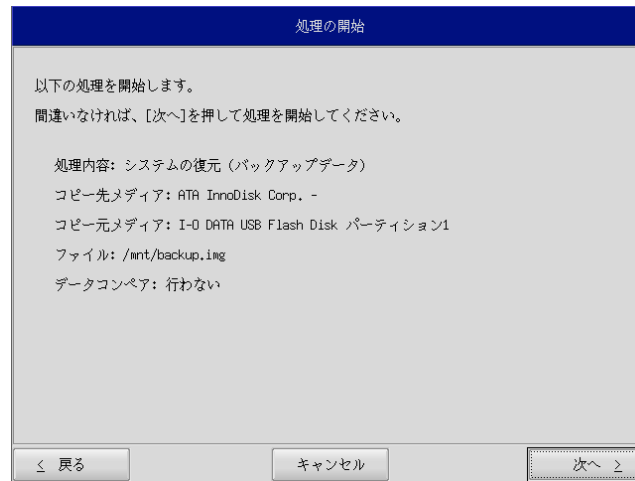 処理の開始
以下の処理を開始します。
間違いなければ、[次へ]を押して処理を開始してください。
処理内容: システムの復元 (バックアップデータ)
コピー先メディア: ATA InnoDisk Corp. -
コピー元メディア: I-O DATA USB Flash Disk パーティション1
ファイル: /mnt/backup.img
データコンペア: 行わない
≤ 戻る
キャンセル
次へ ≥